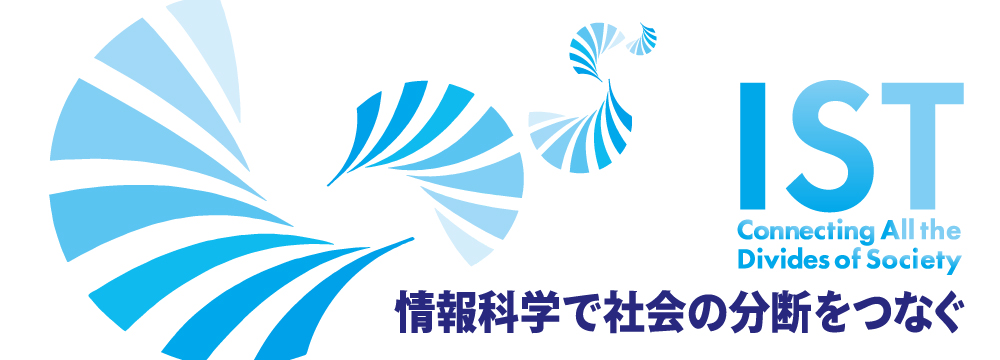 IST
Connecting All the
Divides of Society
情報科学で社会の分断をつなぐ